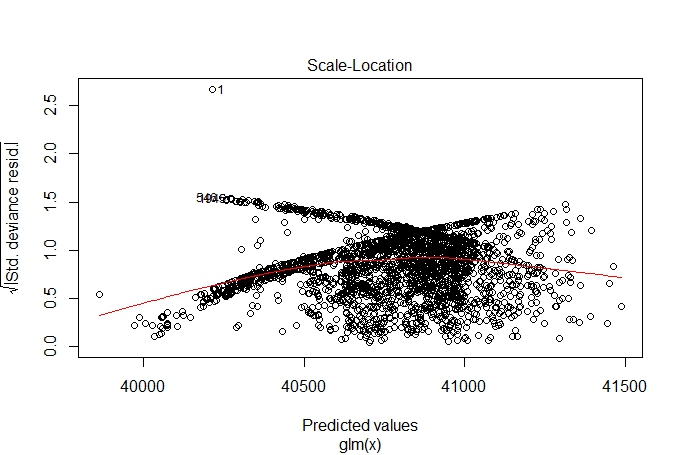 Scale-Location
√|Std. deviance resid.|
2.5
2.0
1.5
1.0
0.5
0.0
1
40000 40500 41000 41500
Predicted values
glm(x)